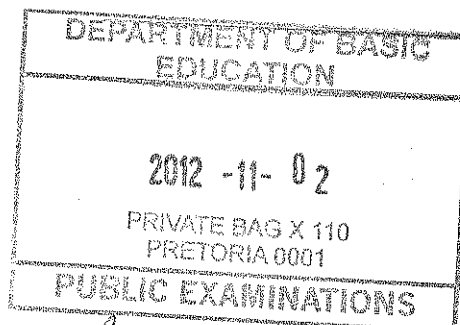 DEPARTMENT OF BASIC
EDUCATION
2012 -11- 02
PRIVATE BAG X 110
PRETORIA 0001
PUBLIC EXAMINATIONS